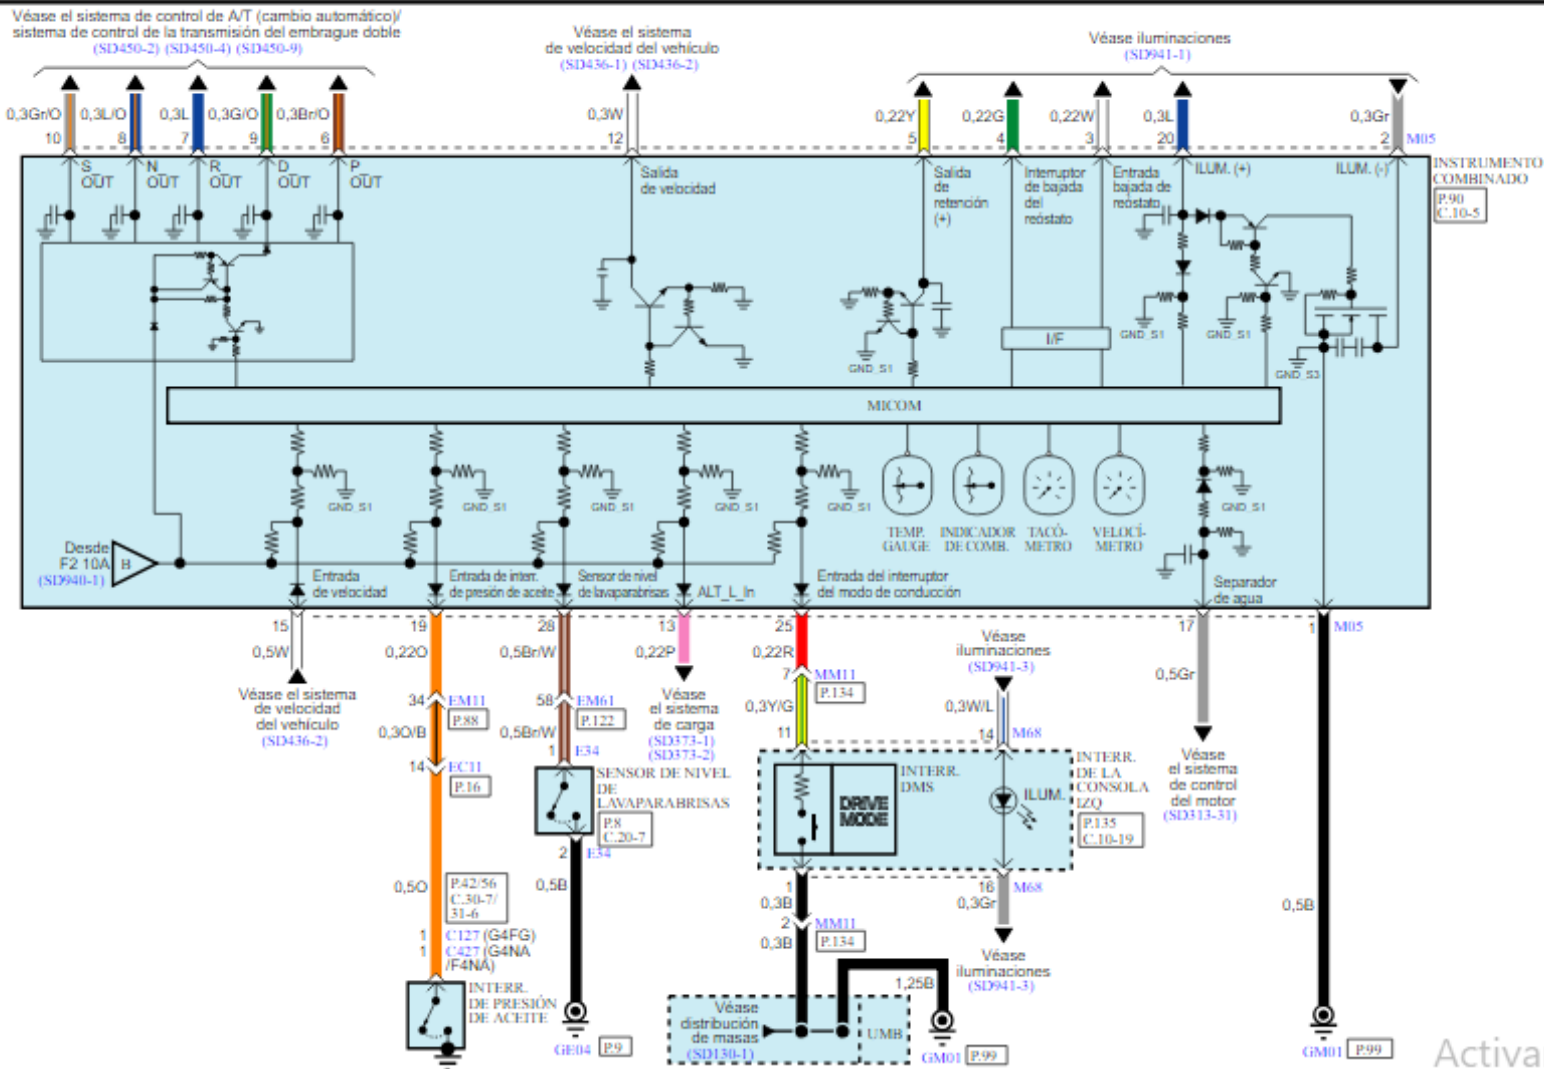 Véase el sistema de control de A/T (cambio automático)/
sistema de control de la transmisión del embrague doble
(SD450-2) (SD450-4) (SD450-9)
Véase el sistema
de velocidad del vehículo
(SD436-1) (SD436-2)
Véase iluminaciones
(SD941-1)
0,3Gr/O
0,3L/O
0,3L
0,3G/O
0,3Br/O
0,3W
0,22Y
0,22G
0,22W
0,3L
0,3Gr
10
8
7
9
6
12
5
4
3
20
2
M05
S
OUT
N
OUT
R
OUT
D
OUT
P
OUT
Salida
de velocidad
Salida
de
retención
(+)
Interruptor
de bajada
del
reóstato
Entrada
bajada de
reóstato
ILUM. (+)
ILUM. (-)
INSTRUMENTO
COMBINADO
P.90
C.10-5
GND_S1
GND_S1
GND_S1
GND_S3
I/F
MICOM
GND_S1
GND_S1
GND_S1
GND_S1
GND_S1
GND_S1
TEMP.
GAUGE
INDICADOR
DE COMB.
TACÓ-
METRO
VELOCÍ-
METRO
Desde
F2 10A
(SD940-1)
B
Entrada
de velocidad
Entrada de interr.
de presión de aceite
Sensor de nivel
de lavaparabrisas
ALT_L_In
Entrada del interruptor
del modo de conducción
Separador
de agua
15
19
28
13
25
17
1
M05
0,5W
0,22O
0,5Br/W
0,22P
0,22R
0,5Gr
Véase el sistema
de velocidad
del vehículo
(SD436-2)
34
EM11
P.88
0,3O/B
14
EC11
P.16
0,5O
P.42/56
C.30-7/
31-6
1
C127 (G4FG)
1
C427 (G4NA
/F4NA)
INTERR.
DE PRESIÓN
DE ACEITE
58
EM61
P.122
0,5Br/W
1
E34
SENSOR DE NIVEL
DE
LAVAPARABRISAS
P.8
C.20-7
2
E34
0,5B
GE04
P.9
Véase
el sistema
de carga
(SD373-1)
(SD373-2)
7
MM11
P.134
0,3Y/G
11
Véase
iluminaciones
(SD941-3)
0,3W/L
14
M68
INTERR.
DMS
DRIVE
MODE
ILUM.
INTERR.
DE LA
CONSOLA
IZQ
P.135
C.10-19
1
0,3B
2
MM11
P.134
0,3B
16
M68
0,3Gr
Véase
iluminaciones
(SD941-3)
1,25B
Véase
distribución
de masas
(SD130-1)
UMB
GM01
P.99
Véase
el sistema
de control
del motor
(SD313-31)
0,5B
GM01
P.99
Activa